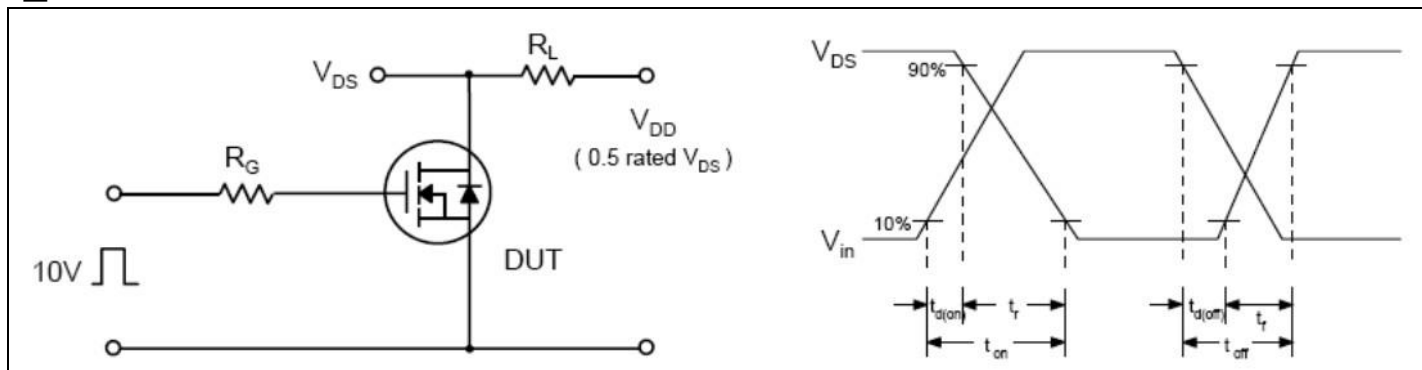 V_DS
R_L
V_DD
( 0.5 rated V_DS )
R_G
10V
DUT
V_DS
90%
10%
V_in
t_d(on)
t_r
t_on
t_d(off)
t_f
t_off